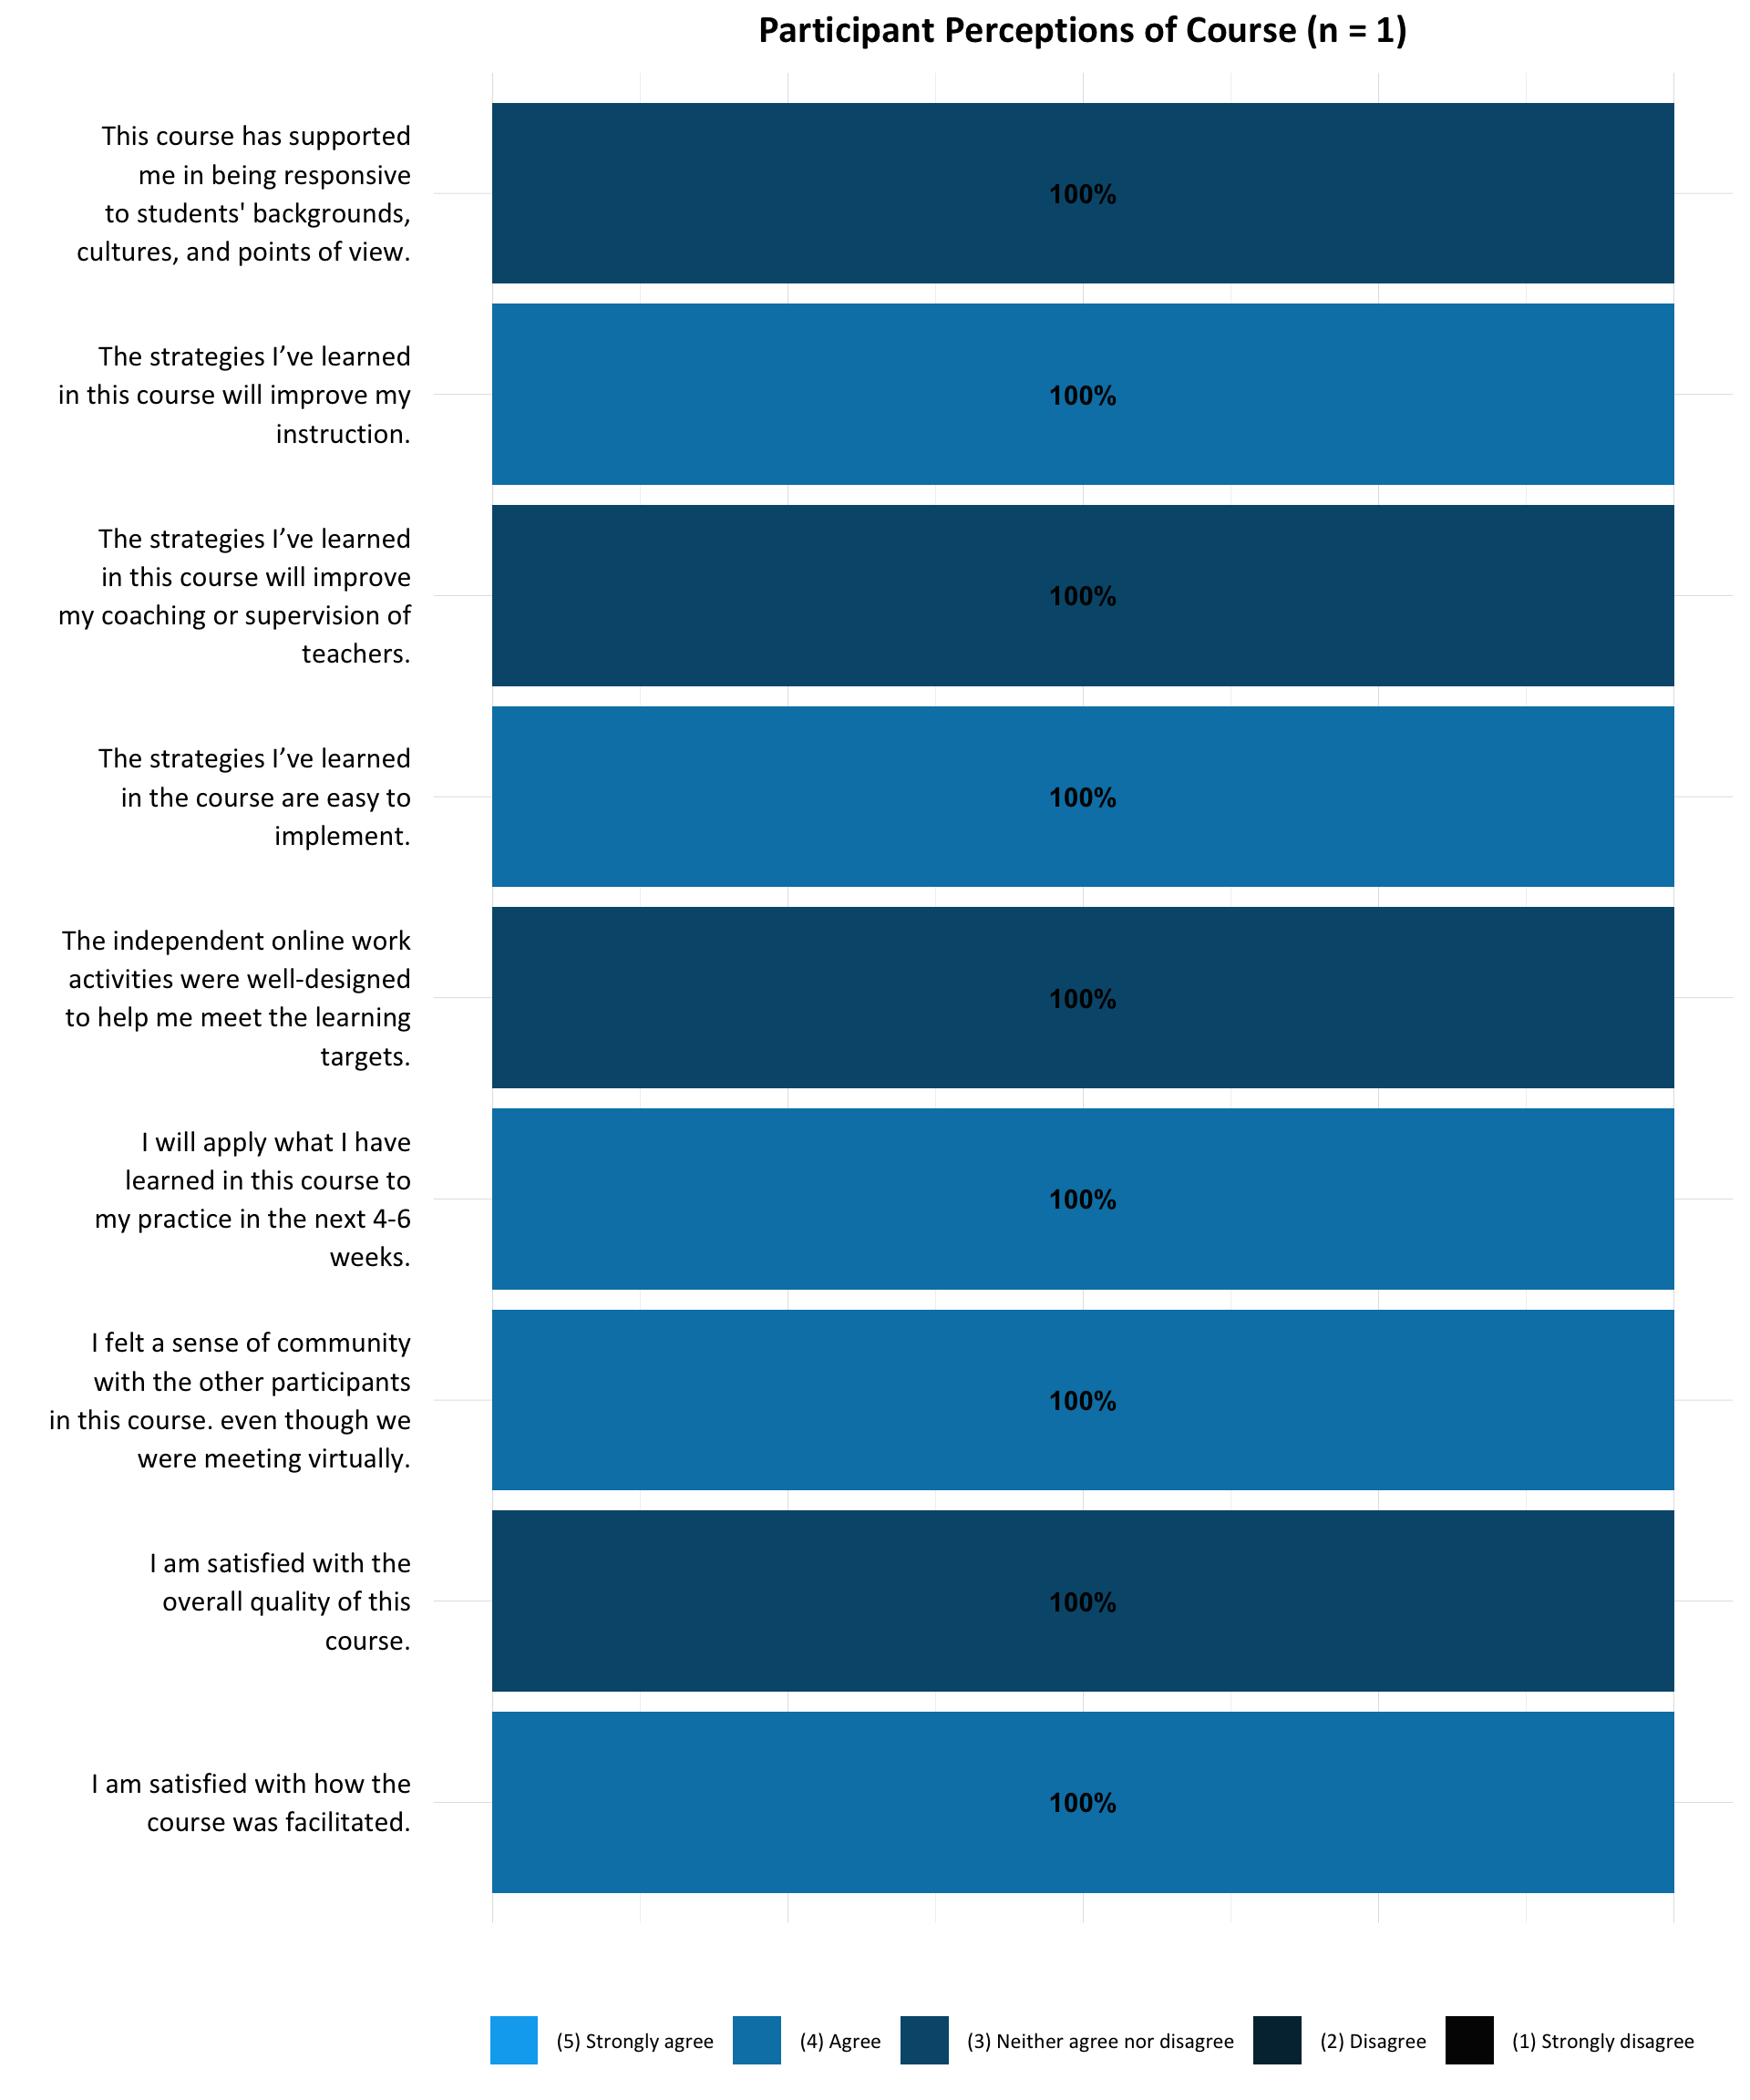 Participant Perceptions of Course (n = 1)
This course has supported
me in being responsive
to students' backgrounds,
cultures, and points of view.
100%
The strategies I’ve learned
in this course will improve my
instruction.
100%
The strategies I’ve learned
in this course will improve
my coaching or supervision of
teachers.
100%
The strategies I’ve learned
in the course are easy to
implement.
100%
The independent online work
activities were well-designed
to help me meet the learning
targets.
100%
I will apply what I have
learned in this course to
my practice in the next 4-6
weeks.
100%
I felt a sense of community
with the other participants
in this course. even though we
were meeting virtually.
100%
I am satisfied with the
overall quality of this
course.
100%
I am satisfied with how the
course was facilitated.
100%
(5) Strongly agree (4) Agree (3) Neither agree nor disagree (2) Disagree (1) Strongly disagree